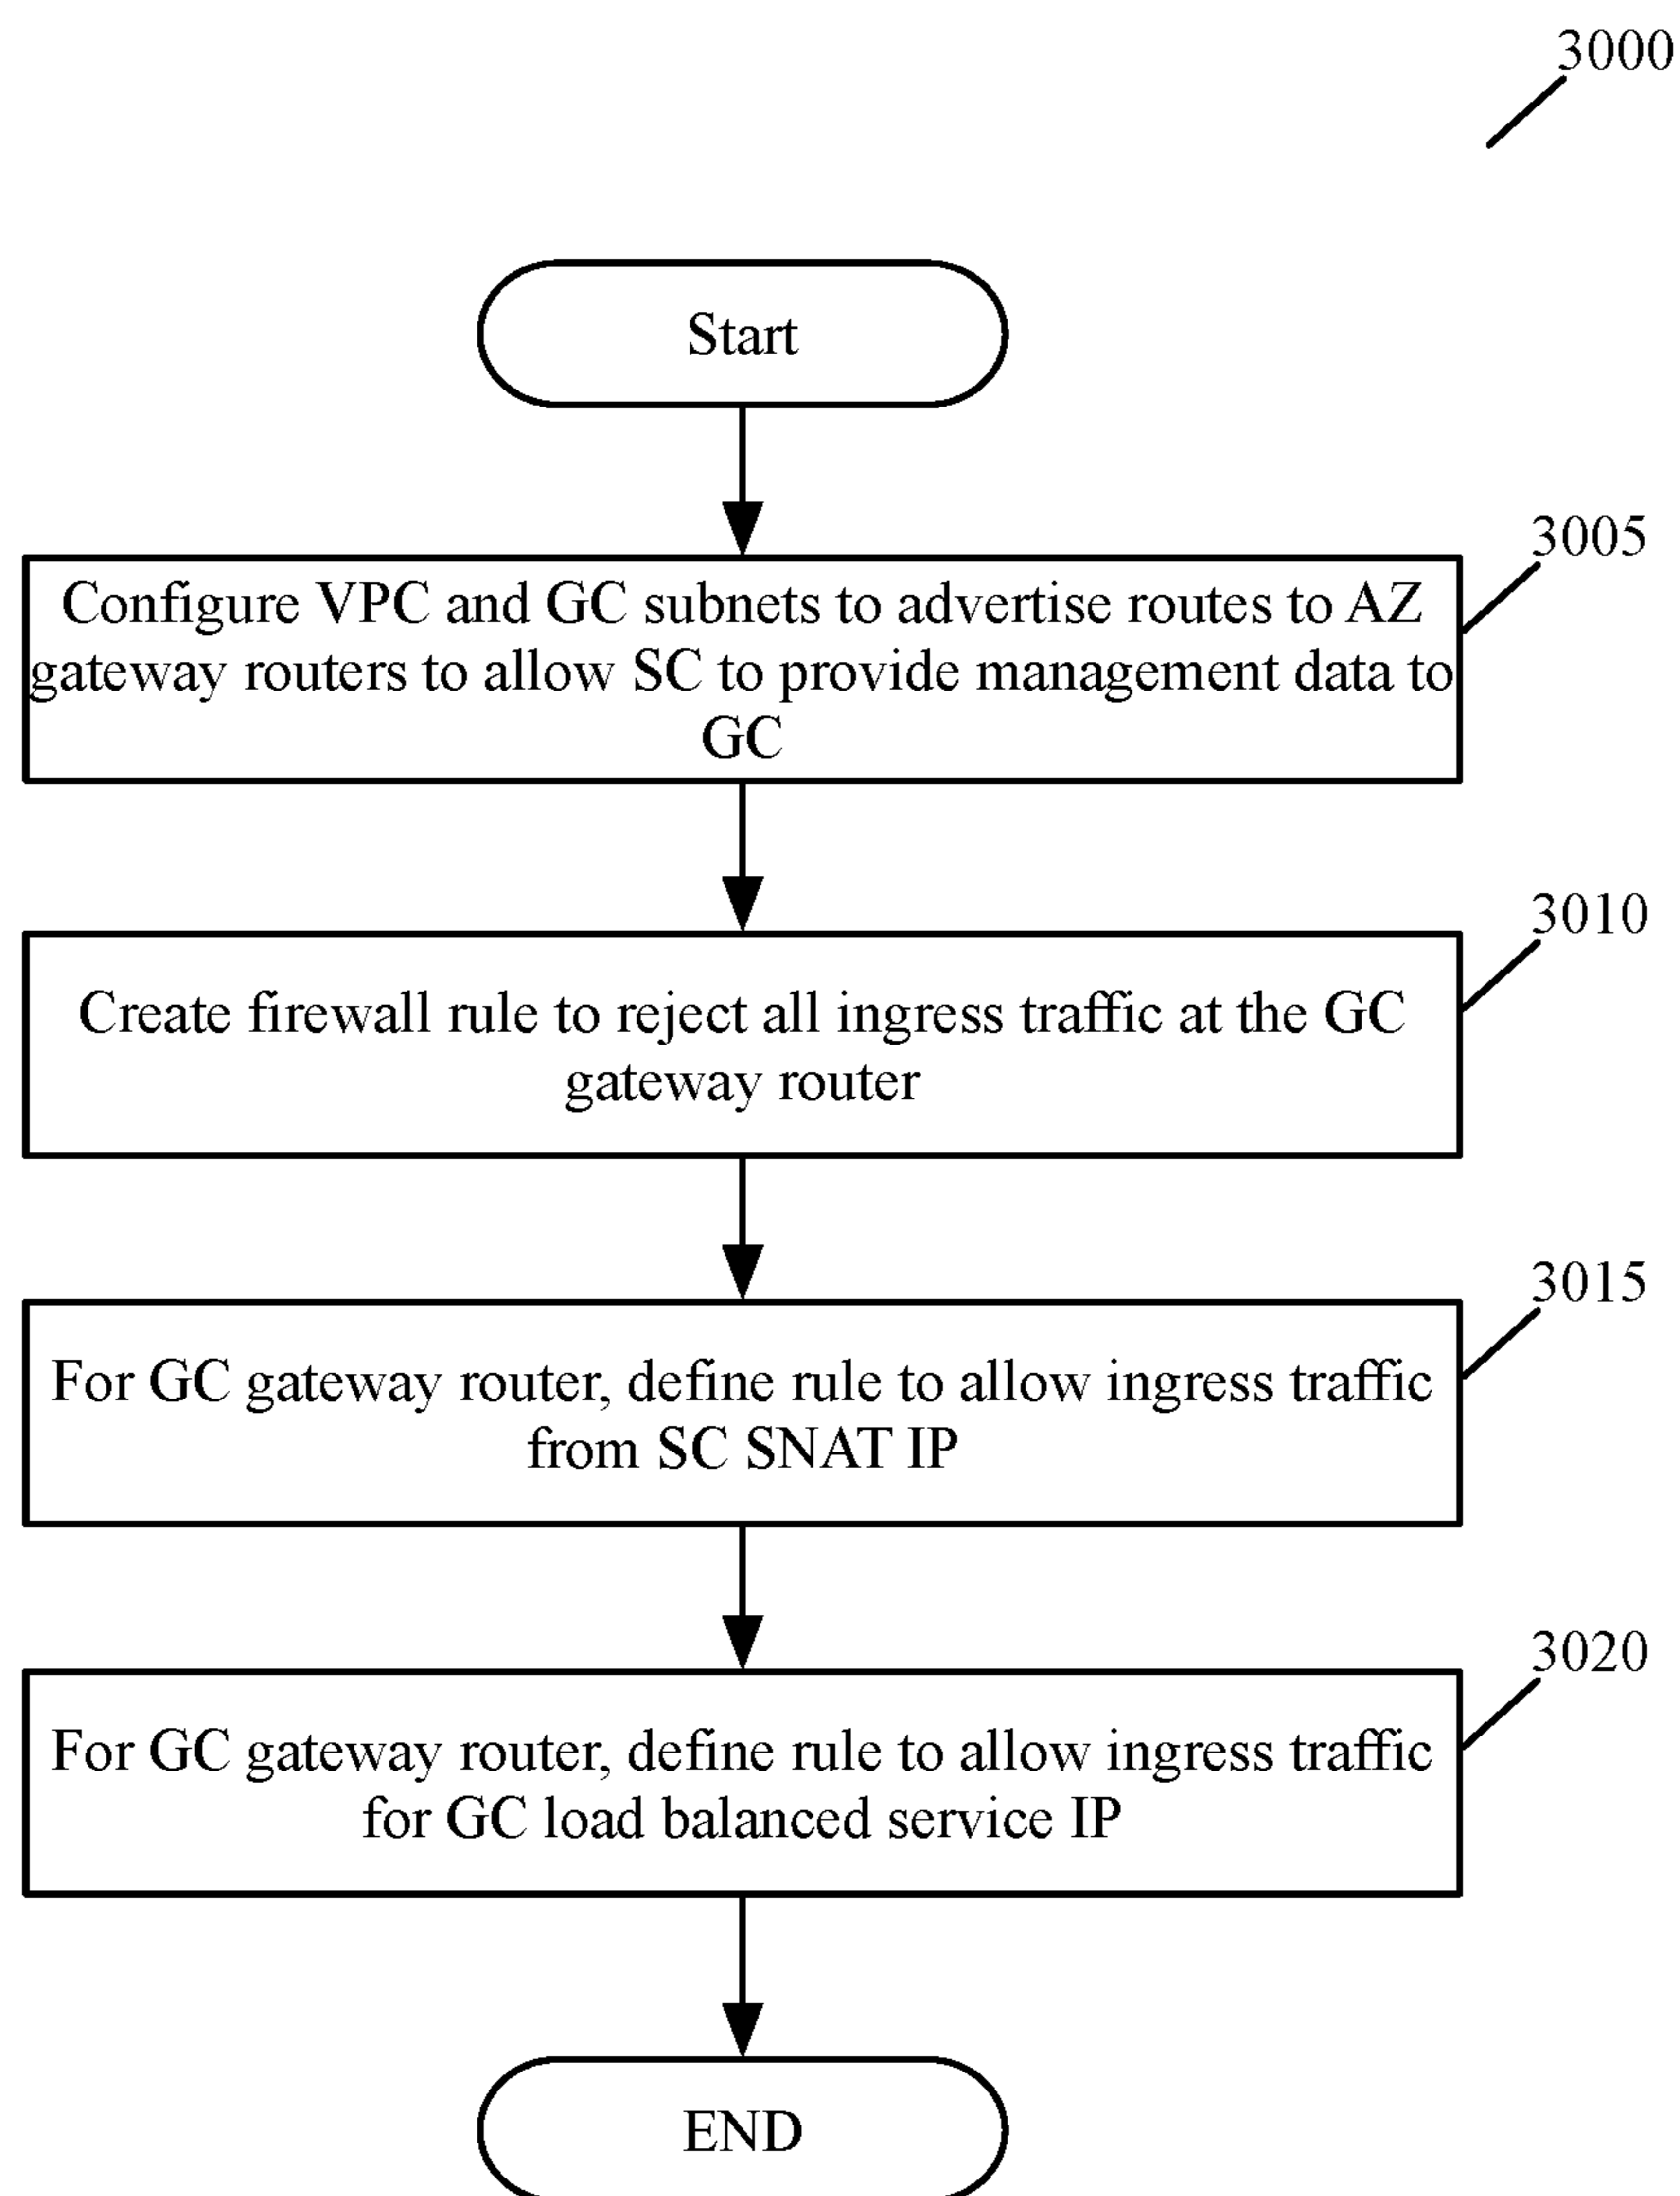 3000
Start
3005
Configure VPC and GC subnets to advertise routes to AZ
gateway routers to allow SC to provide management data to
GC
3010
Create firewall rule to reject all ingress traffic at the GC
gateway router
3015
For GC gateway router, define rule to allow ingress traffic
from SC SNAT IP
3020
For GC gateway router, define rule to allow ingress traffic
for GC load balanced service IP
END